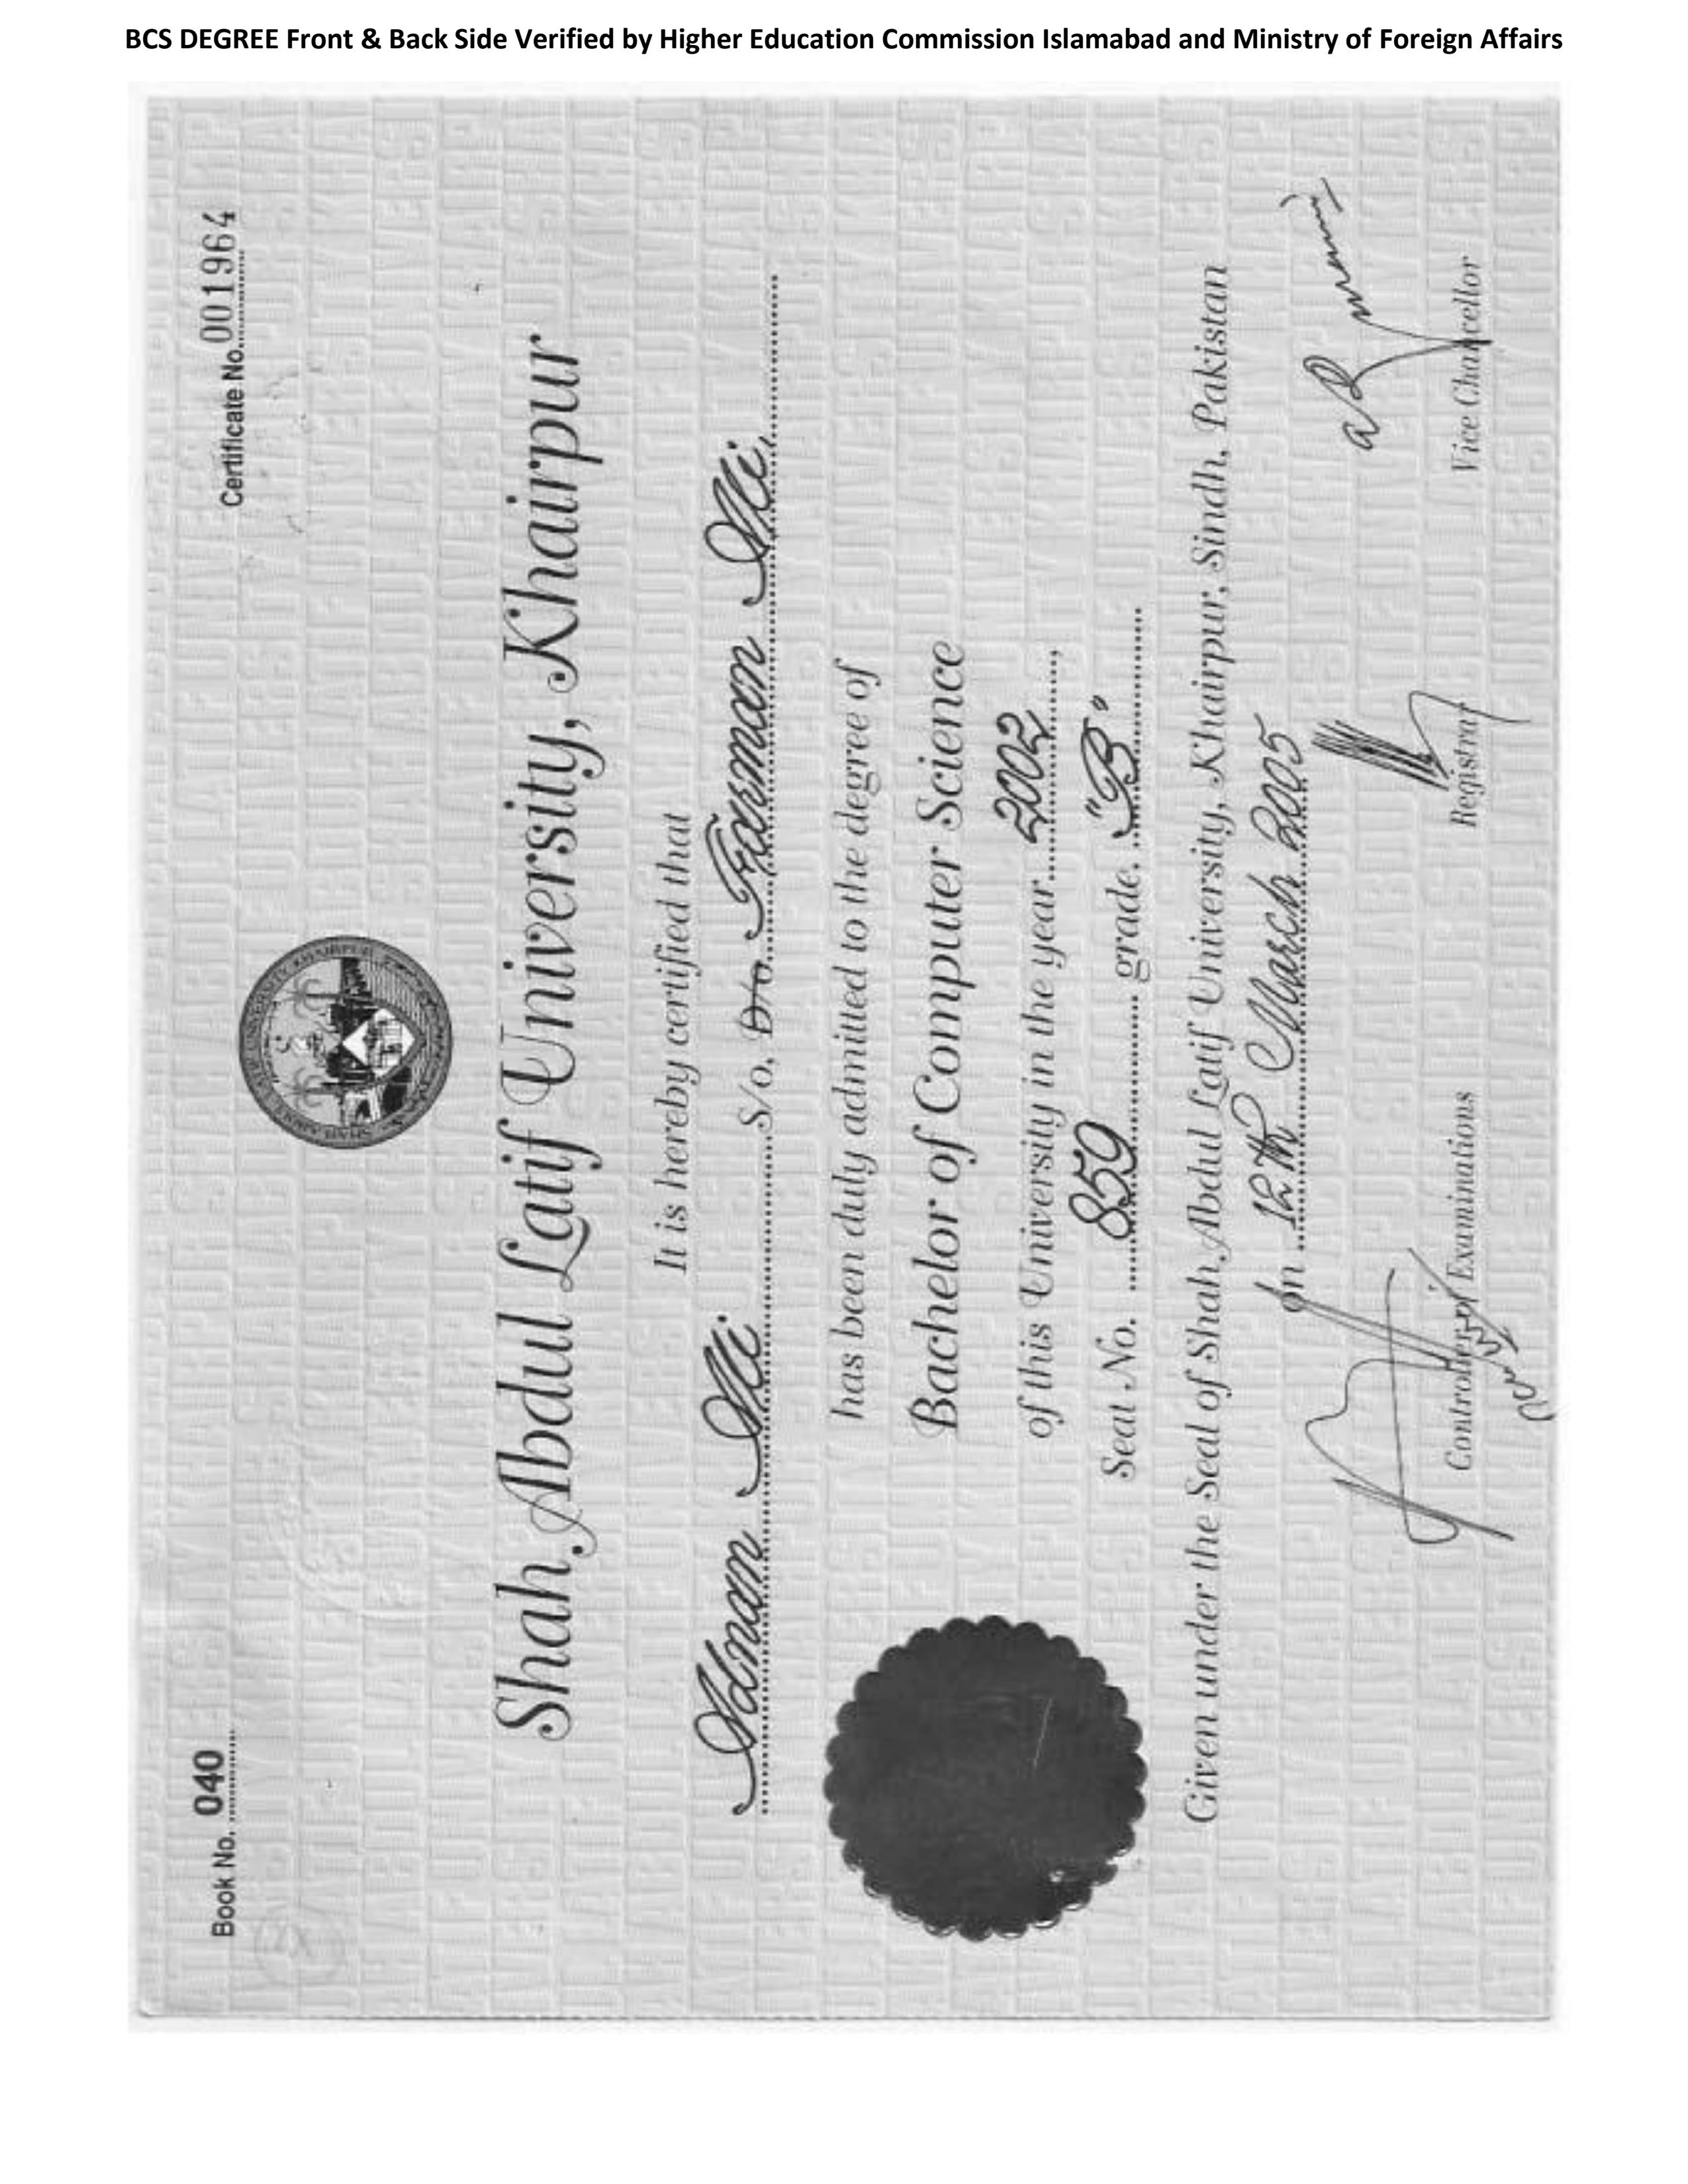 BCS DEGREE Front & Back Side Verified by Higher Education Commission Islamabad and Ministry of Foreign Affairs
Book No. 040
Certificate No. 001964
Shah Abdul Latif University, Khairpur
It is hereby certified that
Adnan Ali S/o, D/o Farman Ali
has been duly admitted to the degree of
Bachelor of Computer Science
of this University in the year 2002,
Seat No. 859 grade. "B"
Given under the Seal of Shah Abdul Latif University, Khairpur, Sindh, Pakistan
on 12th March 2005
Controller of Examinations
Registrar
Vice Chancellor